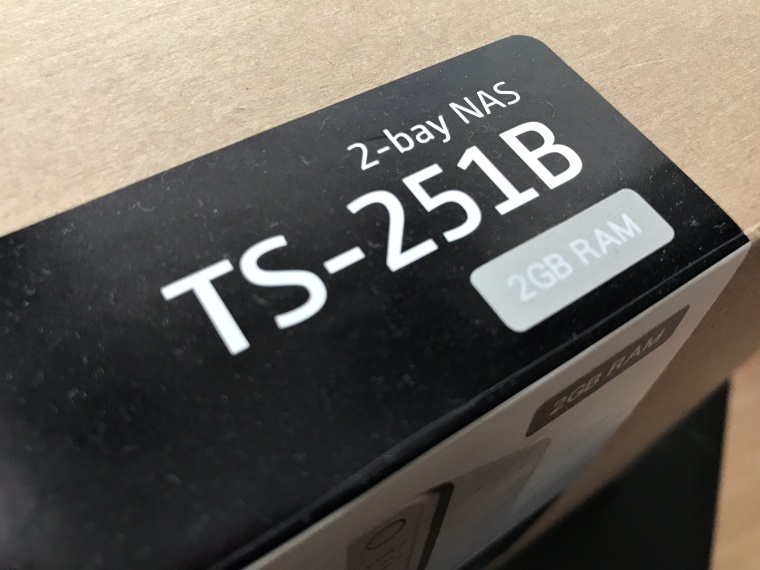 2-bay NAS
TS-251B
2GB RAM
2GB RAM